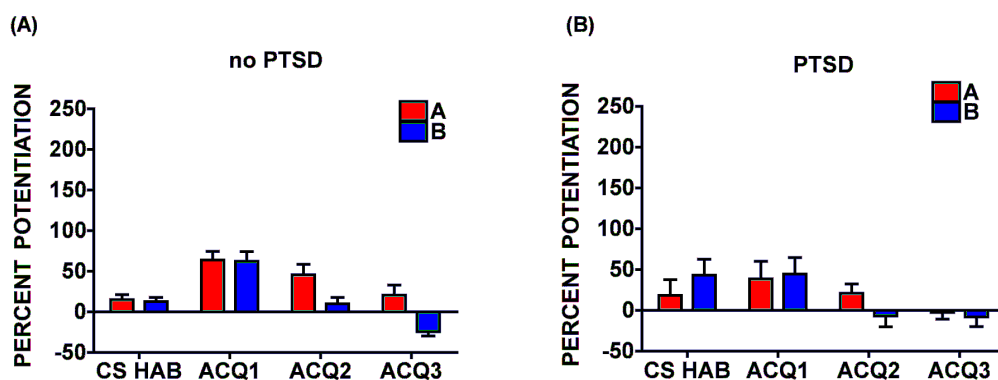 (A)
no PTSD
PERCENT POTENTIATION
250
200
150
100
50
0
-50
A
B
CS HAB ACQ1 ACQ2 ACQ3
(B)
PTSD
PERCENT POTENTIATION
250
200
150
100
50
0
-50
A
B
CS HAB ACQ1 ACQ2 ACQ3